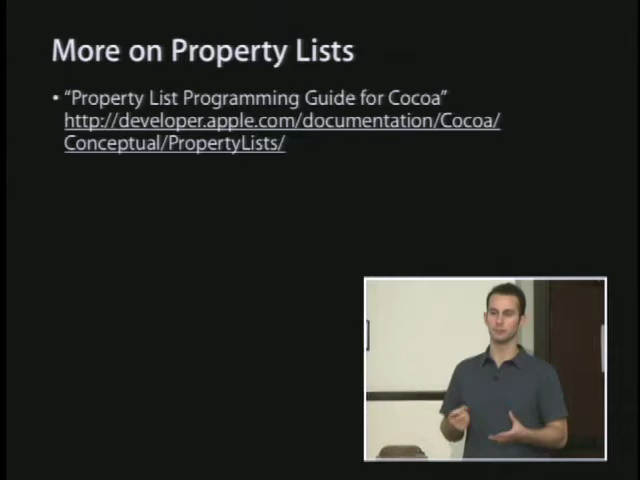 More on Property Lists
• “Property List Programming Guide for Cocoa”
http://developer.apple.com/documentation/Cocoa/
Conceptual/PropertyLists/